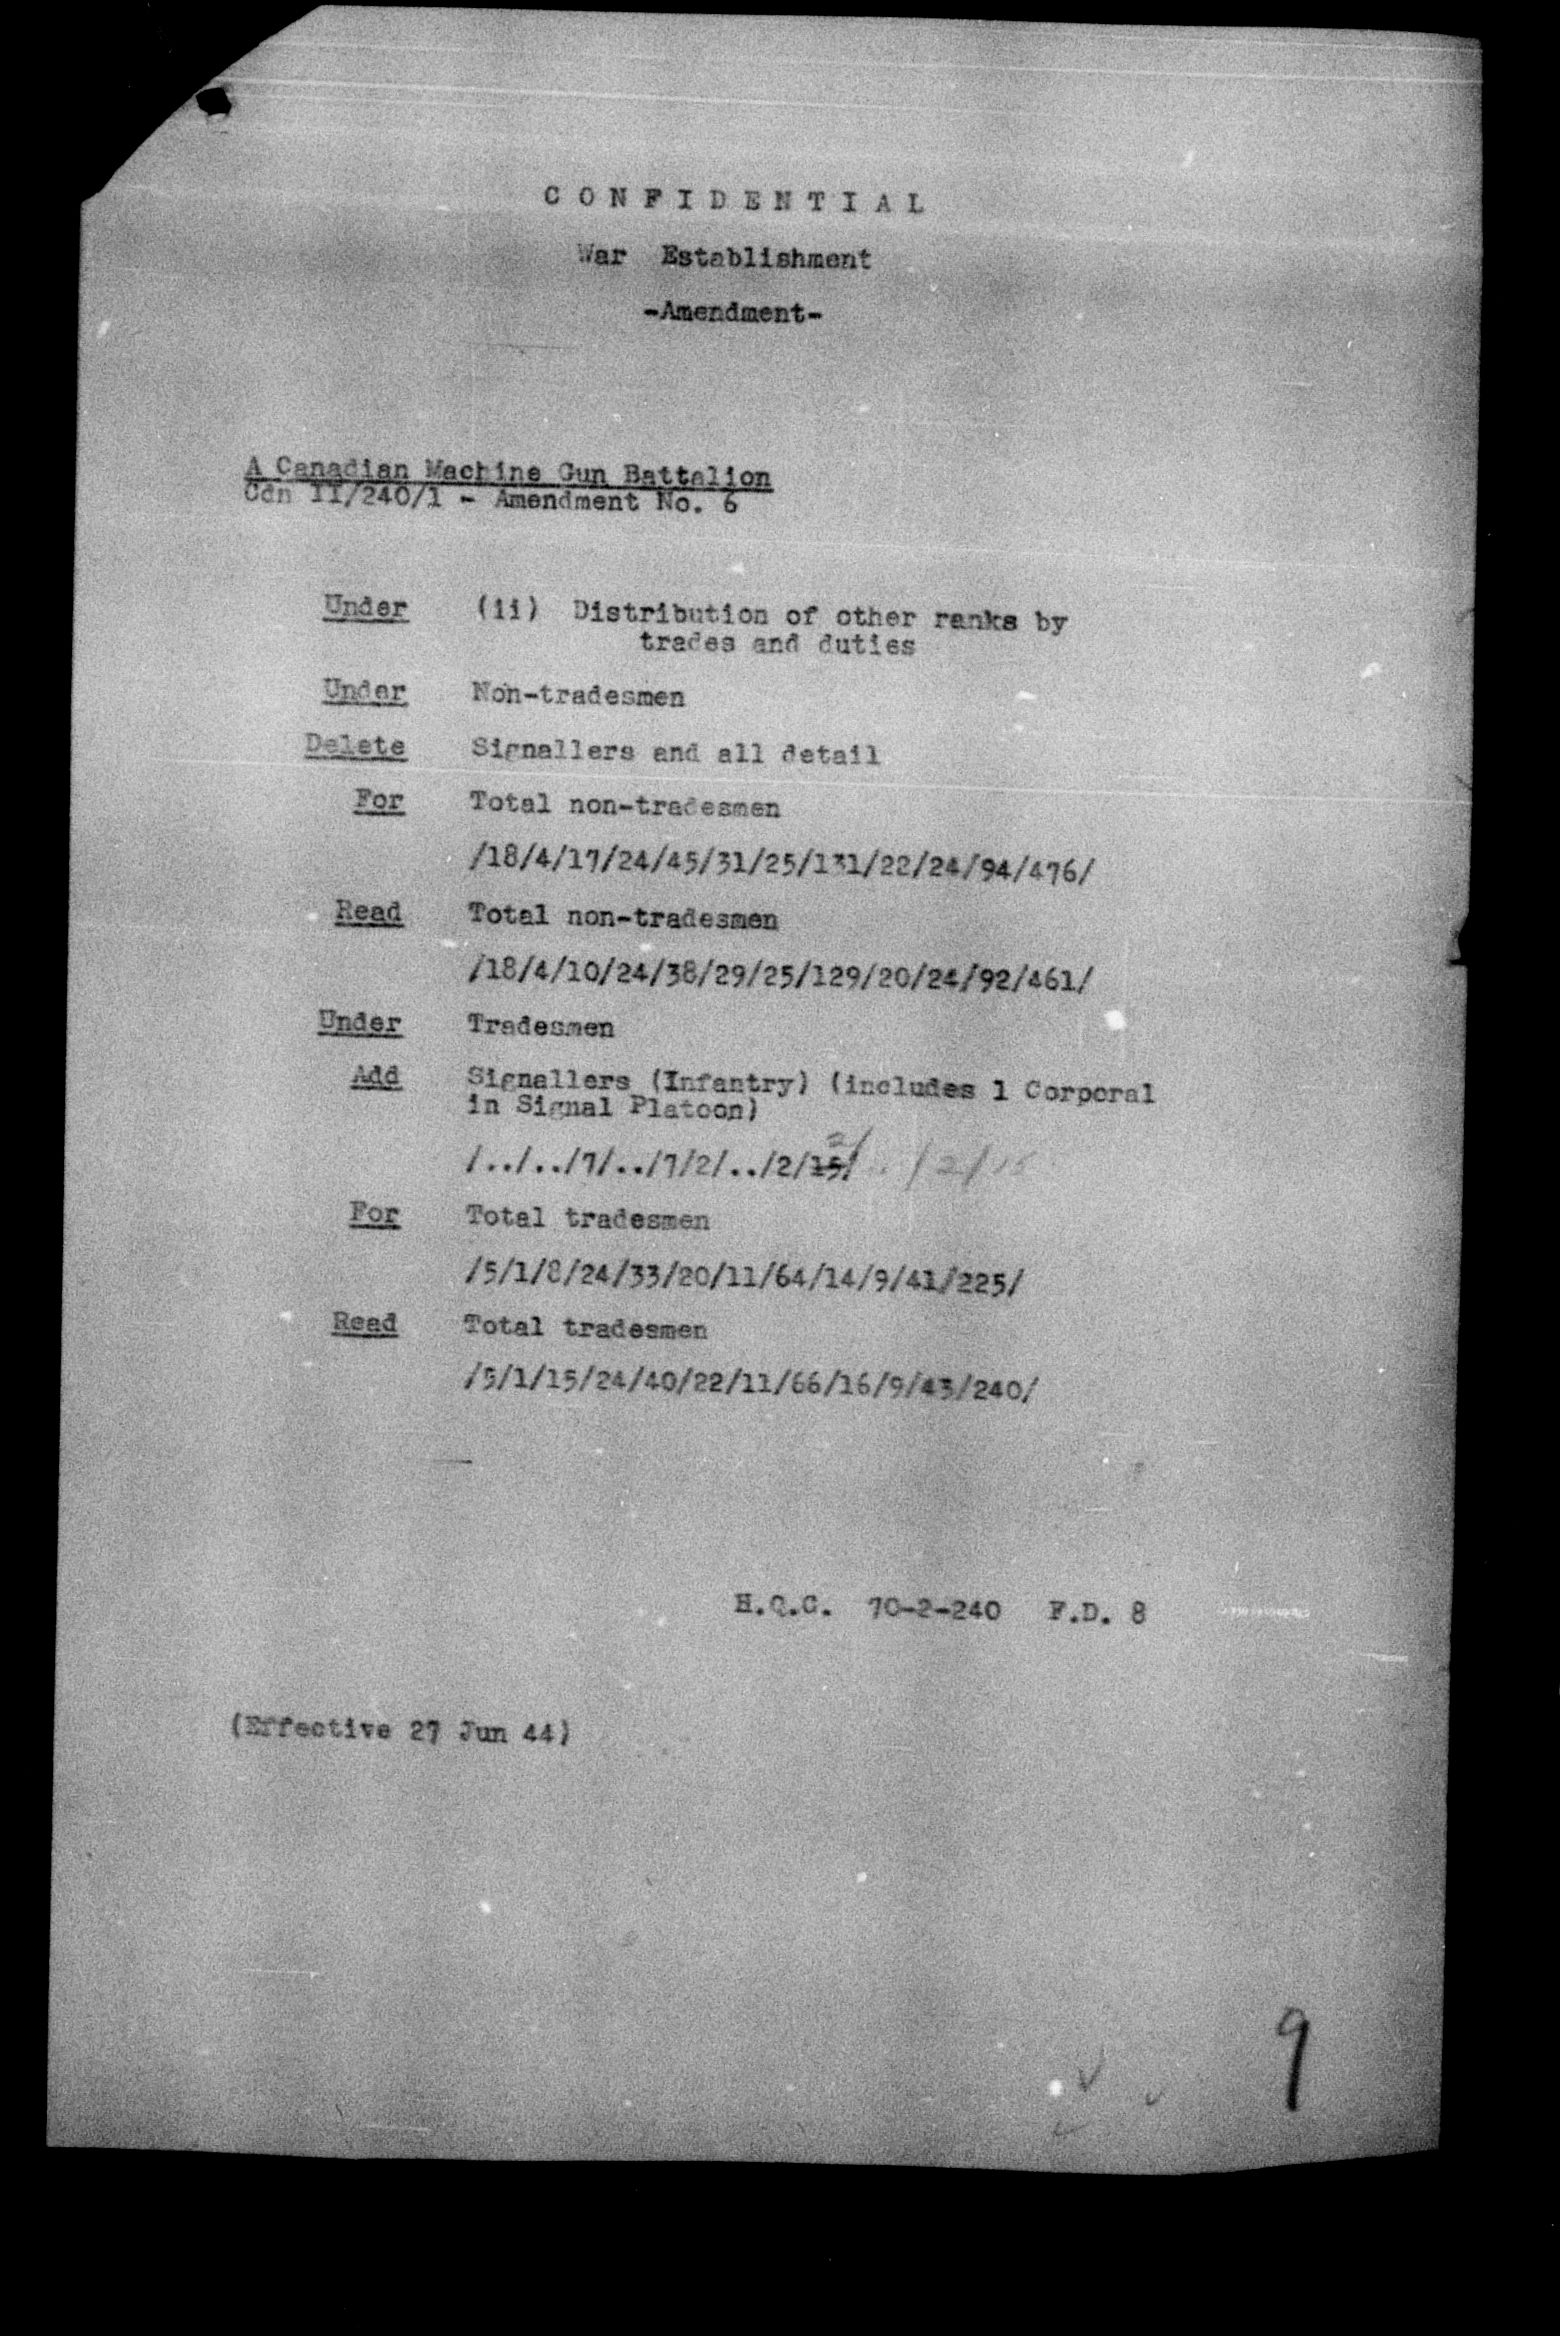 CONFIDENTIAL
War Establishment
-Amendment-
A Canadian Machine Gun Battalion
Cdn II/240/1 - Amendment No. 6
Under (ii) Distribution of other ranks by
trades and duties
Under Non-tradesmen
Delete Signallers and all detail
For Total non-tradesmen
/18/4/17/24/45/31/25/131/22/24/94/476/
Read Total non-tradesmen
/18/4/10/24/38/29/25/129/20/24/92/461/
Under Tradesmen
Add Signallers (Infantry) (includes 1 Corporal
in Signal Platoon)
2/
/../../7/../7/2/../2/15/ .. /2/15
For Total tradesmen
/5/1/8/24/33/20/11/64/14/9/41/225/
Read Total tradesmen
/5/1/15/24/40/22/11/66/16/9/43/240/
H.Q.C. 70-2-240 F.D. 8
(Effective 27 Jun 44)
9